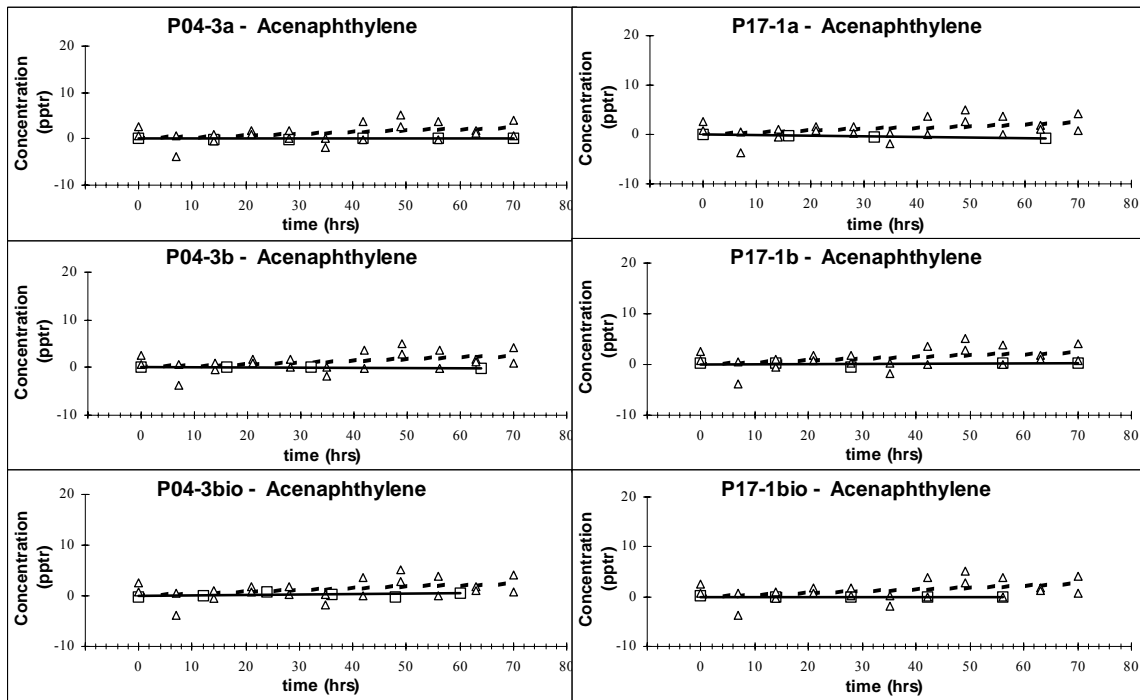 P04-3a - Acenaphthylene
Concentration
(pptr)
20
10
0
-10
0 10 20 30 40 50 60 70 80
time (hrs)
P17-1a - Acenaphthylene
Concentration
(pptr)
20
10
0
-10
0 10 20 30 40 50 60 70 80
time (hrs)
P04-3b - Acenaphthylene
Concentration
(pptr)
20
10
0
-10
0 10 20 30 40 50 60 70 80
time (hrs)
P17-1b - Acenaphthylene
Concentration
(pptr)
20
10
0
-10
0 10 20 30 40 50 60 70 80
time (hrs)
P04-3bio - Acenaphthylene
Concentration
(pptr)
20
10
0
-10
0 10 20 30 40 50 60 70 80
time (hrs)
P17-1bio - Acenaphthylene
Concentration
(pptr)
20
10
0
-10
0 10 20 30 40 50 60 70 80
time (hrs)